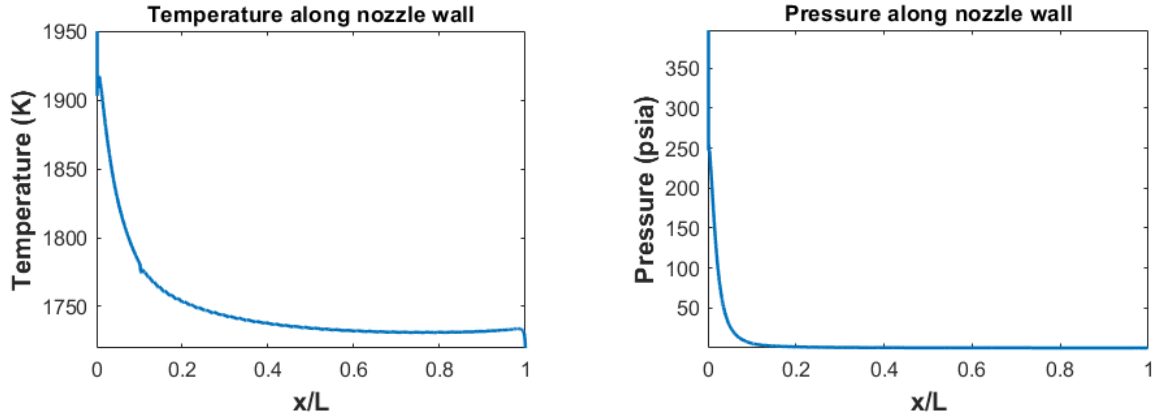 Temperature along nozzle wall
Temperature (K)
1950
1900
1850
1800
1750
0 0.2 0.4 0.6 0.8 1
x/L
Pressure along nozzle wall
Pressure (psia)
350
300
250
200
150
100
50
0 0.2 0.4 0.6 0.8 1
x/L